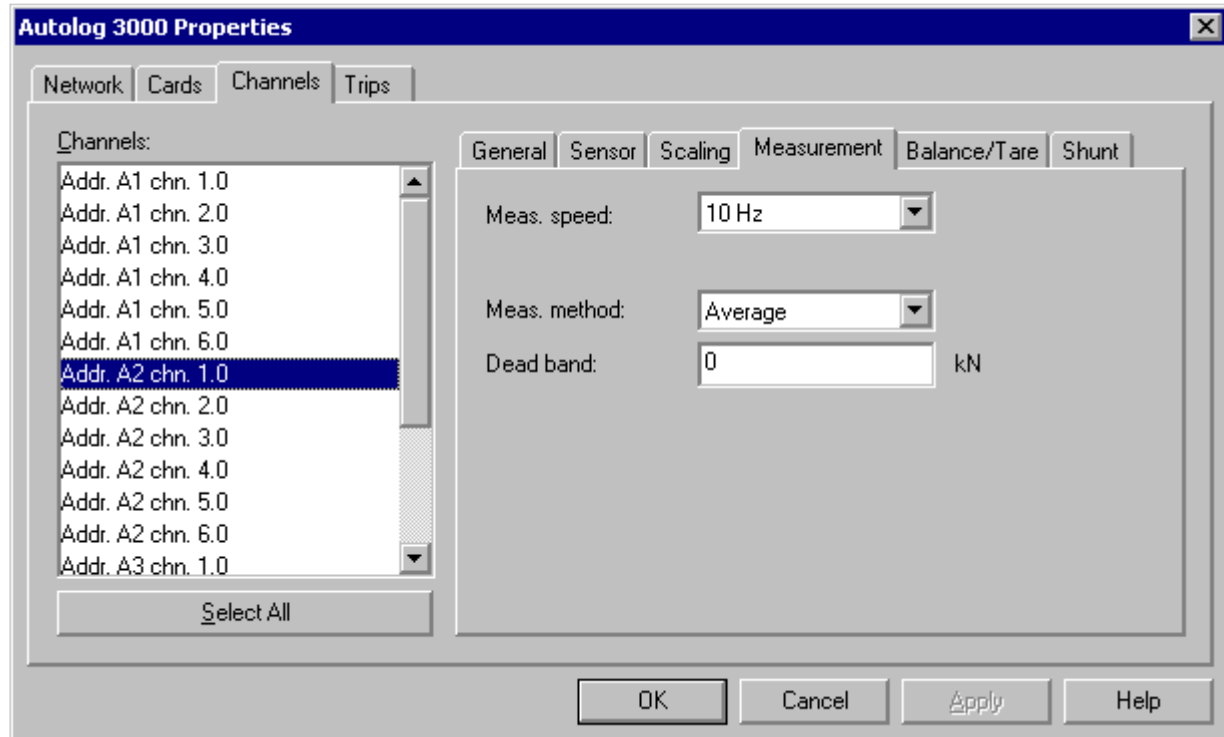 Autolog 3000 Properties
Network Cards Channels Trips
Channels:
Addr. A1 chn. 1.0
Addr. A1 chn. 2.0
Addr. A1 chn. 3.0
Addr. A1 chn. 4.0
Addr. A1 chn. 5.0
Addr. A1 chn. 6.0
Addr. A2 chn. 1.0
Addr. A2 chn. 2.0
Addr. A2 chn. 3.0
Addr. A2 chn. 4.0
Addr. A2 chn. 5.0
Addr. A2 chn. 6.0
Addr. A3 chn. 1.0
Select All
General Sensor Scaling Measurement Balance/Tare Shunt
Meas. speed: 10 Hz
Meas. method: Average
Dead band: 0 kN
OK Cancel Apply Help